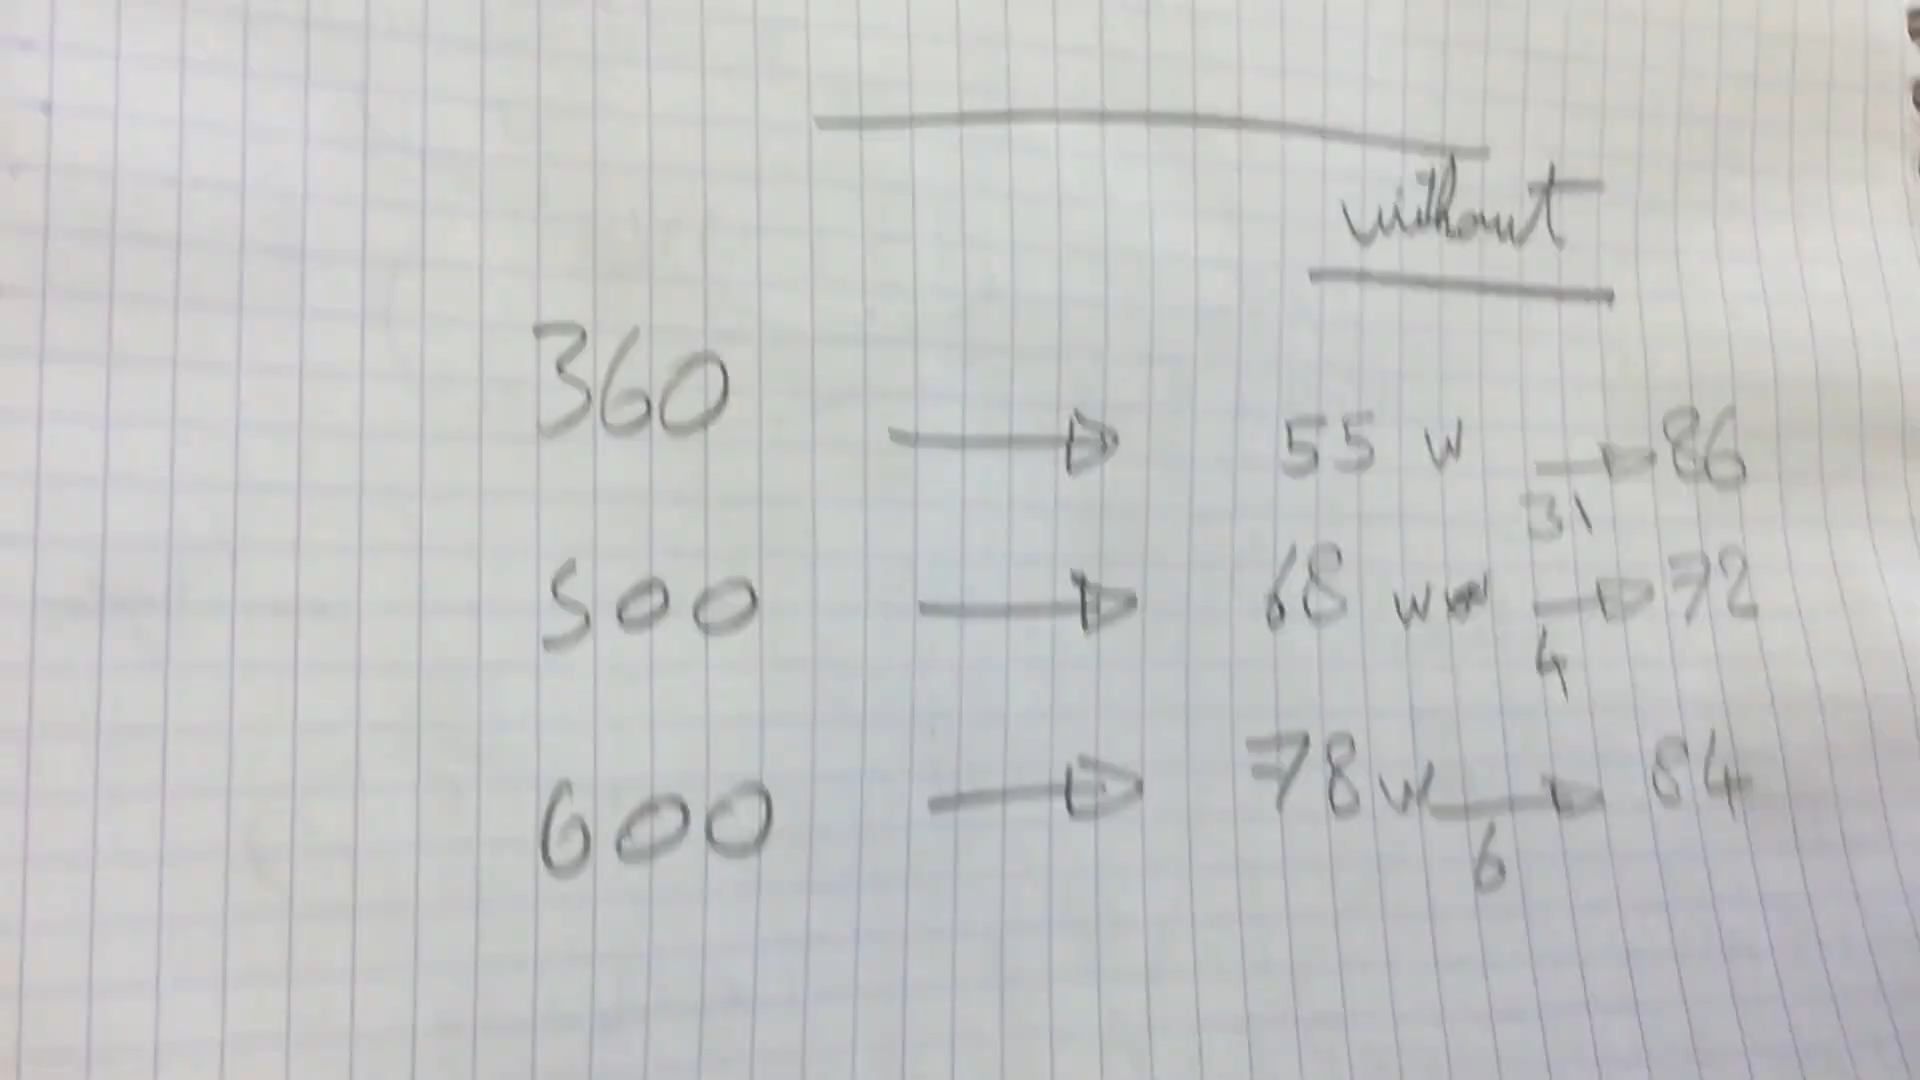 without
360 → 55 w → 86
31
500 → 68 w → 72
4
600 → 78 w → 84
6